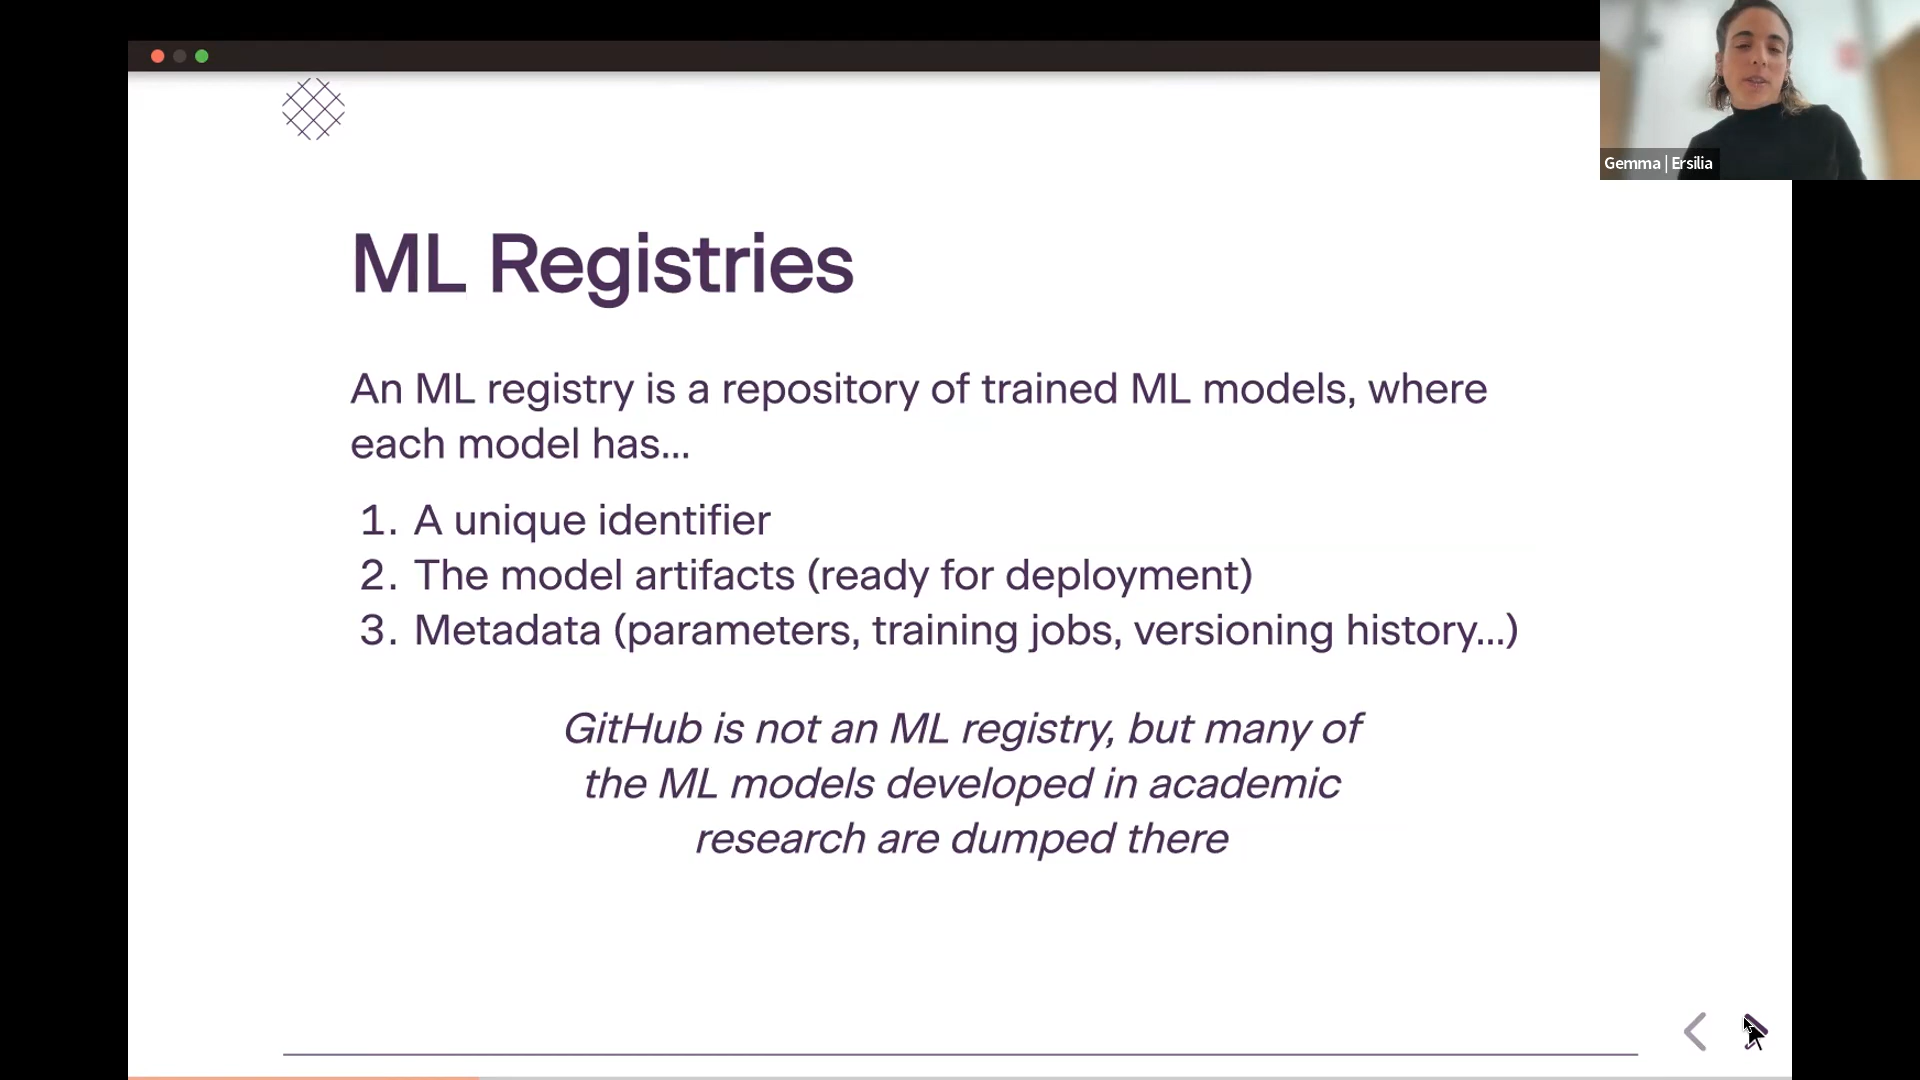 Gemma | Ersilia
ML Registries
An ML registry is a repository of trained ML models, where
each model has...
1. A unique identifier
2. The model artifacts (ready for deployment)
3. Metadata (parameters, training jobs, versioning history...)
GitHub is not an ML registry, but many of
the ML models developed in academic
research are dumped there